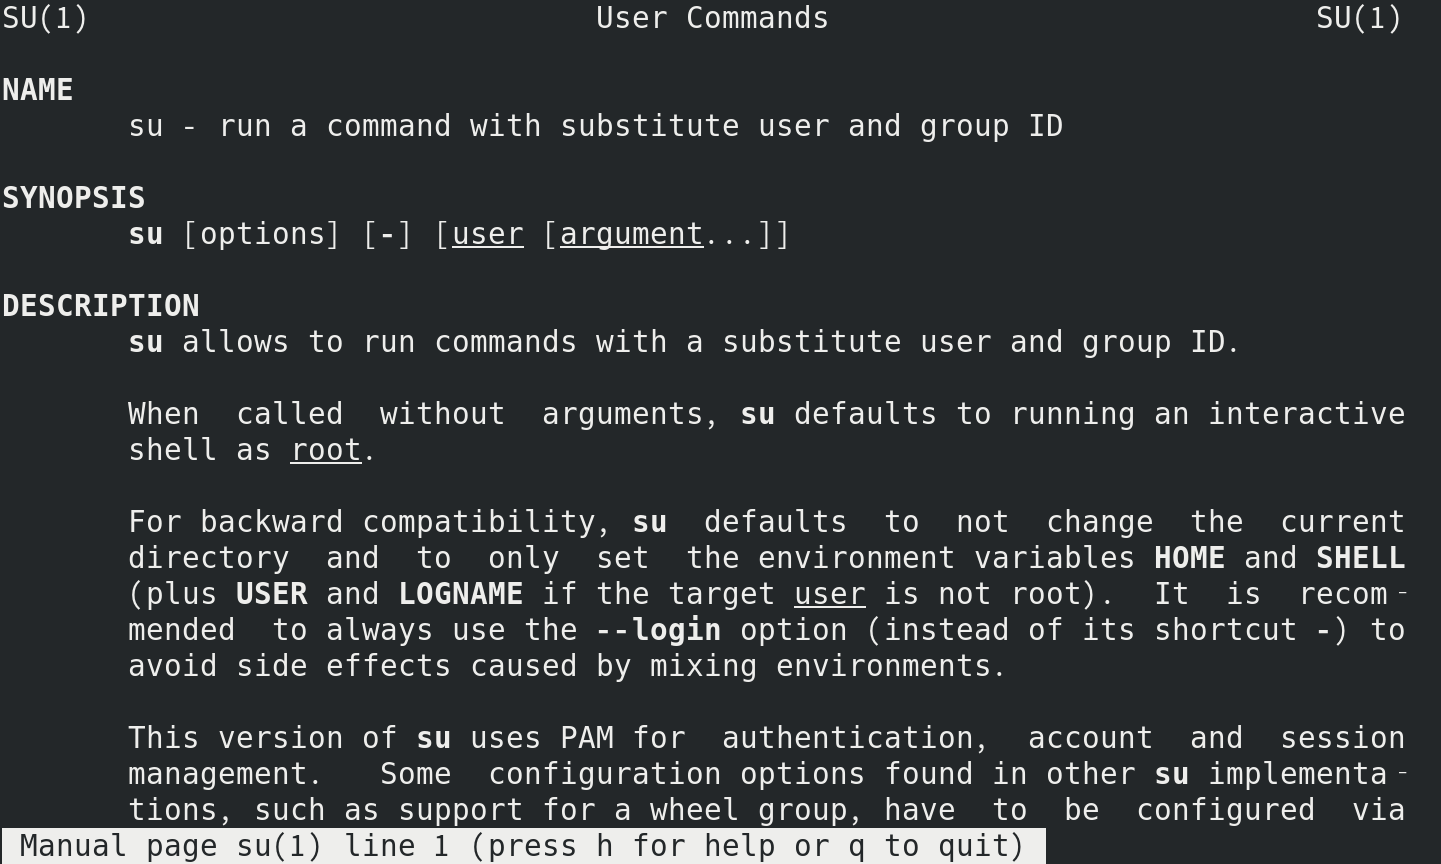 SU(1)                            User Commands                           SU(1)

NAME
       su - run a command with substitute user and group ID

SYNOPSIS
       su [options] [-] [user [argument...]]

DESCRIPTION
       su allows to run commands with a substitute user and group ID.

       When  called  without  arguments, su defaults to running an interactive
       shell as root.

       For backward compatibility, su  defaults  to  not  change  the  current
       directory  and  to  only  set  the environment variables HOME and SHELL
       (plus USER and LOGNAME if the target user is not root).  It  is  recom‐
       mended  to always use the --login option (instead of its shortcut -) to
       avoid side effects caused by mixing environments.

       This version of su uses PAM for  authentication,  account  and  session
       management.   Some  configuration options found in other su implementa‐
       tions, such as support for a wheel group, have  to  be  configured  via
 Manual page su(1) line 1 (press h for help or q to quit)